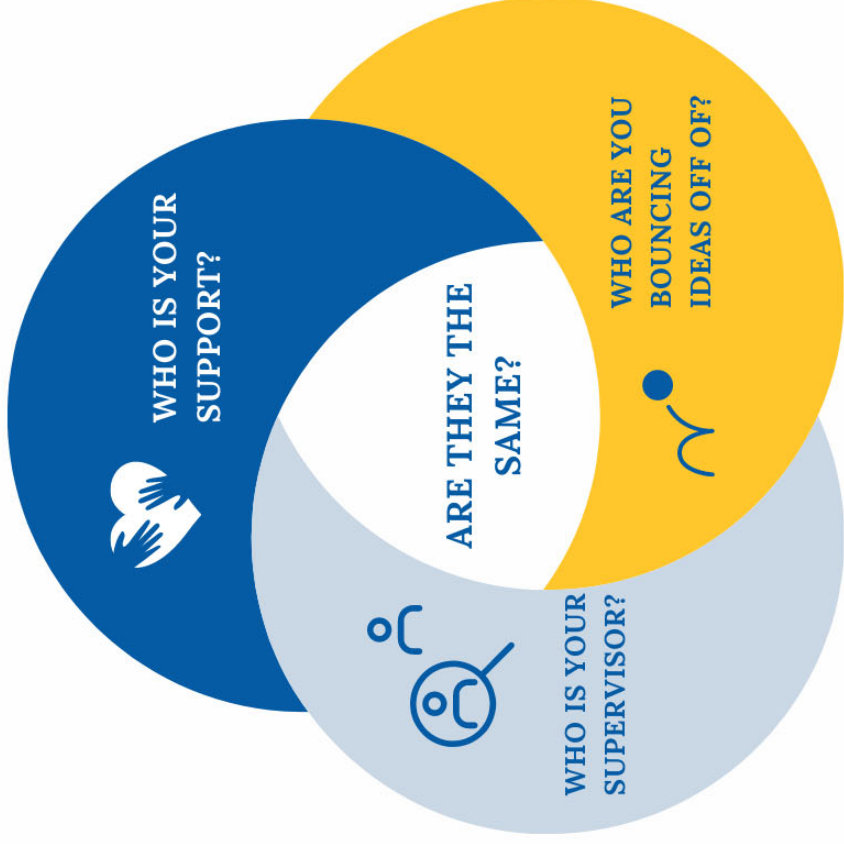 WHO IS YOUR
SUPPORT?
ARE THEY THE
SAME?
WHO IS YOUR
SUPERVISOR?
WHO ARE YOU
BOUNCING
IDEAS OFF OF?